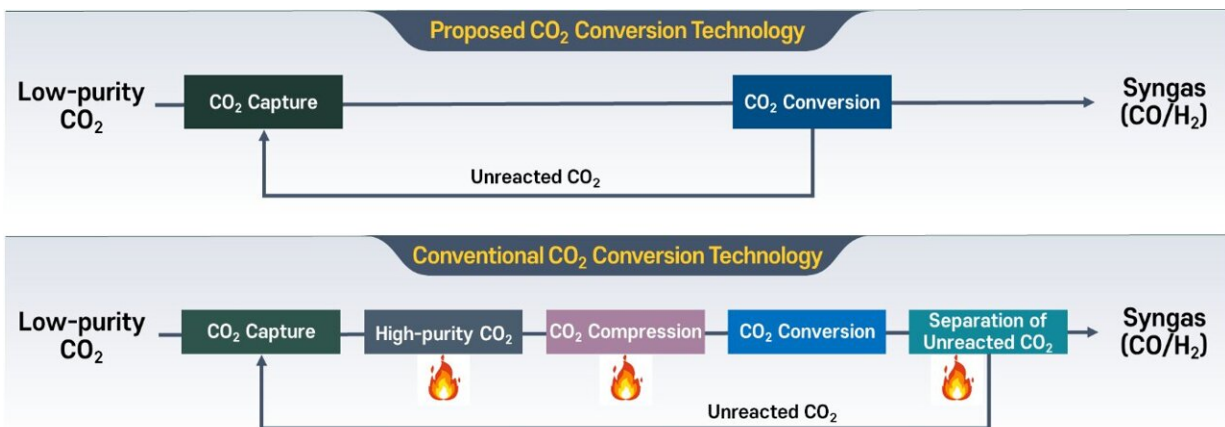 Proposed CO₂ Conversion Technology
Low-purity
CO₂
CO₂ Capture
CO₂ Conversion
Syngas
(CO/H₂)
Unreacted CO₂
Conventional CO₂ Conversion Technology
Low-purity
CO₂
CO₂ Capture
High-purity CO₂
CO₂ Compression
CO₂ Conversion
Separation of
Unreacted CO₂
Syngas
(CO/H₂)
Unreacted CO₂